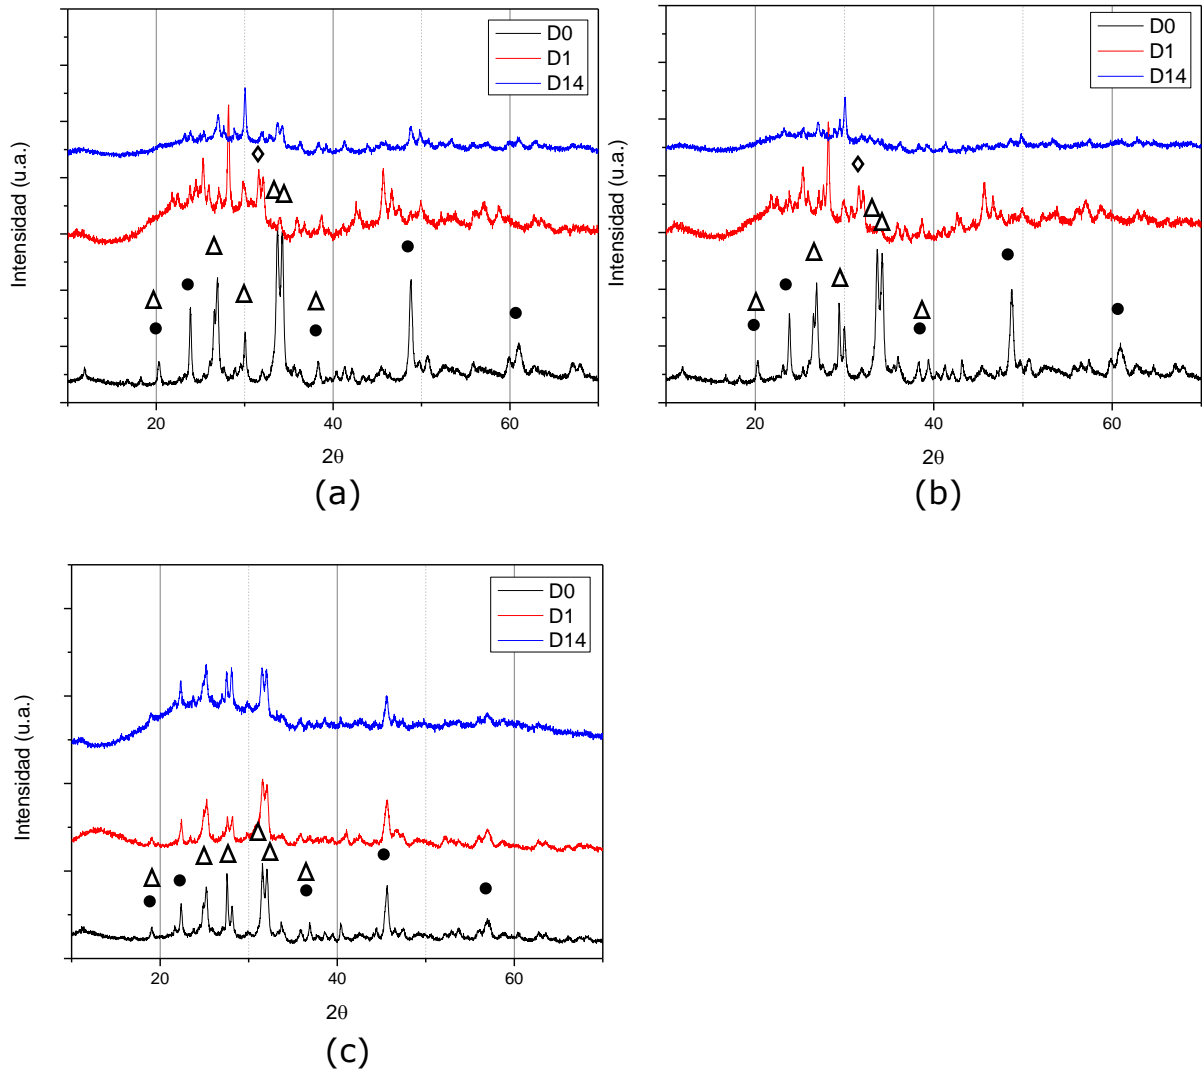 D0
D1
D14
Intensidad (u.a.)
20
40
60
2θ
(a)
D0
D1
D14
Intensidad (u.a.)
20
40
60
2θ
(b)
D0
D1
D14
Intensidad (u.a.)
20
40
60
2θ
(c)